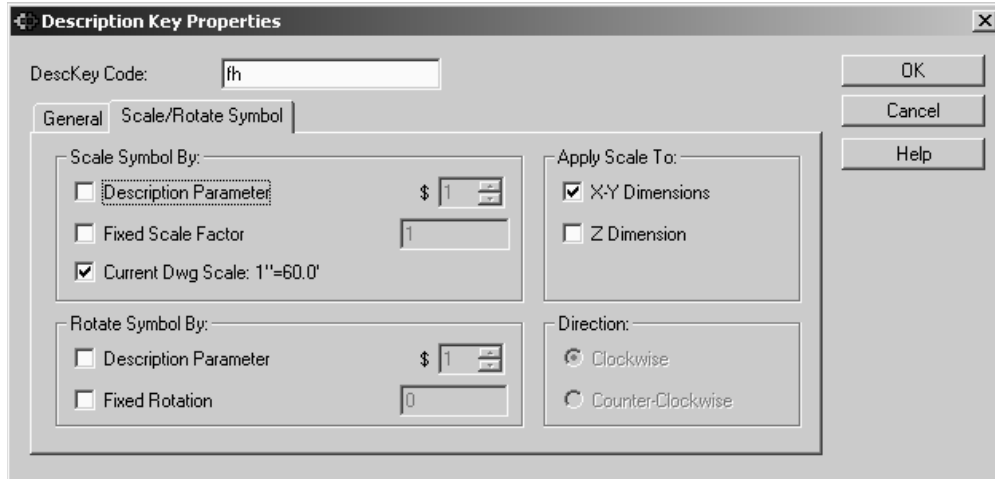 Description Key Properties
DescKey Code: fh
OK
Cancel
Help
General Scale/Rotate Symbol
Scale Symbol By:
Description Parameter $ 1
Fixed Scale Factor 1
Current Dwg Scale: 1"=60.0'
Apply Scale To:
X-Y Dimensions
Z Dimension
Rotate Symbol By:
Description Parameter $ 1
Fixed Rotation 0
Direction:
Clockwise
Counter-Clockwise